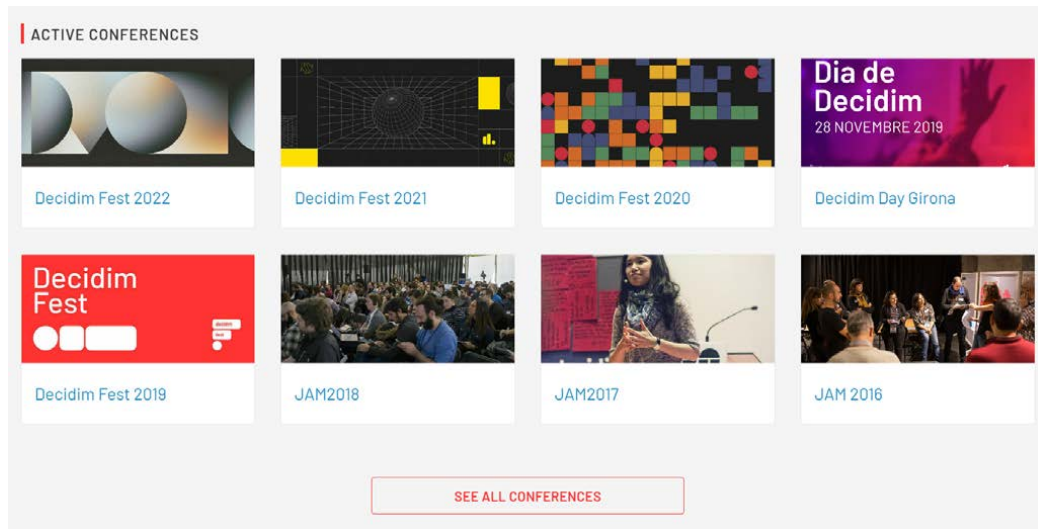 ACTIVE CONFERENCES
Dia de
Decidim
28 NOVEMBRE 2019
Decidim Fest 2022
Decidim Fest 2021
Decidim Fest 2020
Decidim Day Girona
Decidim
Fest
Decidim Fest 2019
JAM2018
JAM2017
JAM 2016
SEE ALL CONFERENCES